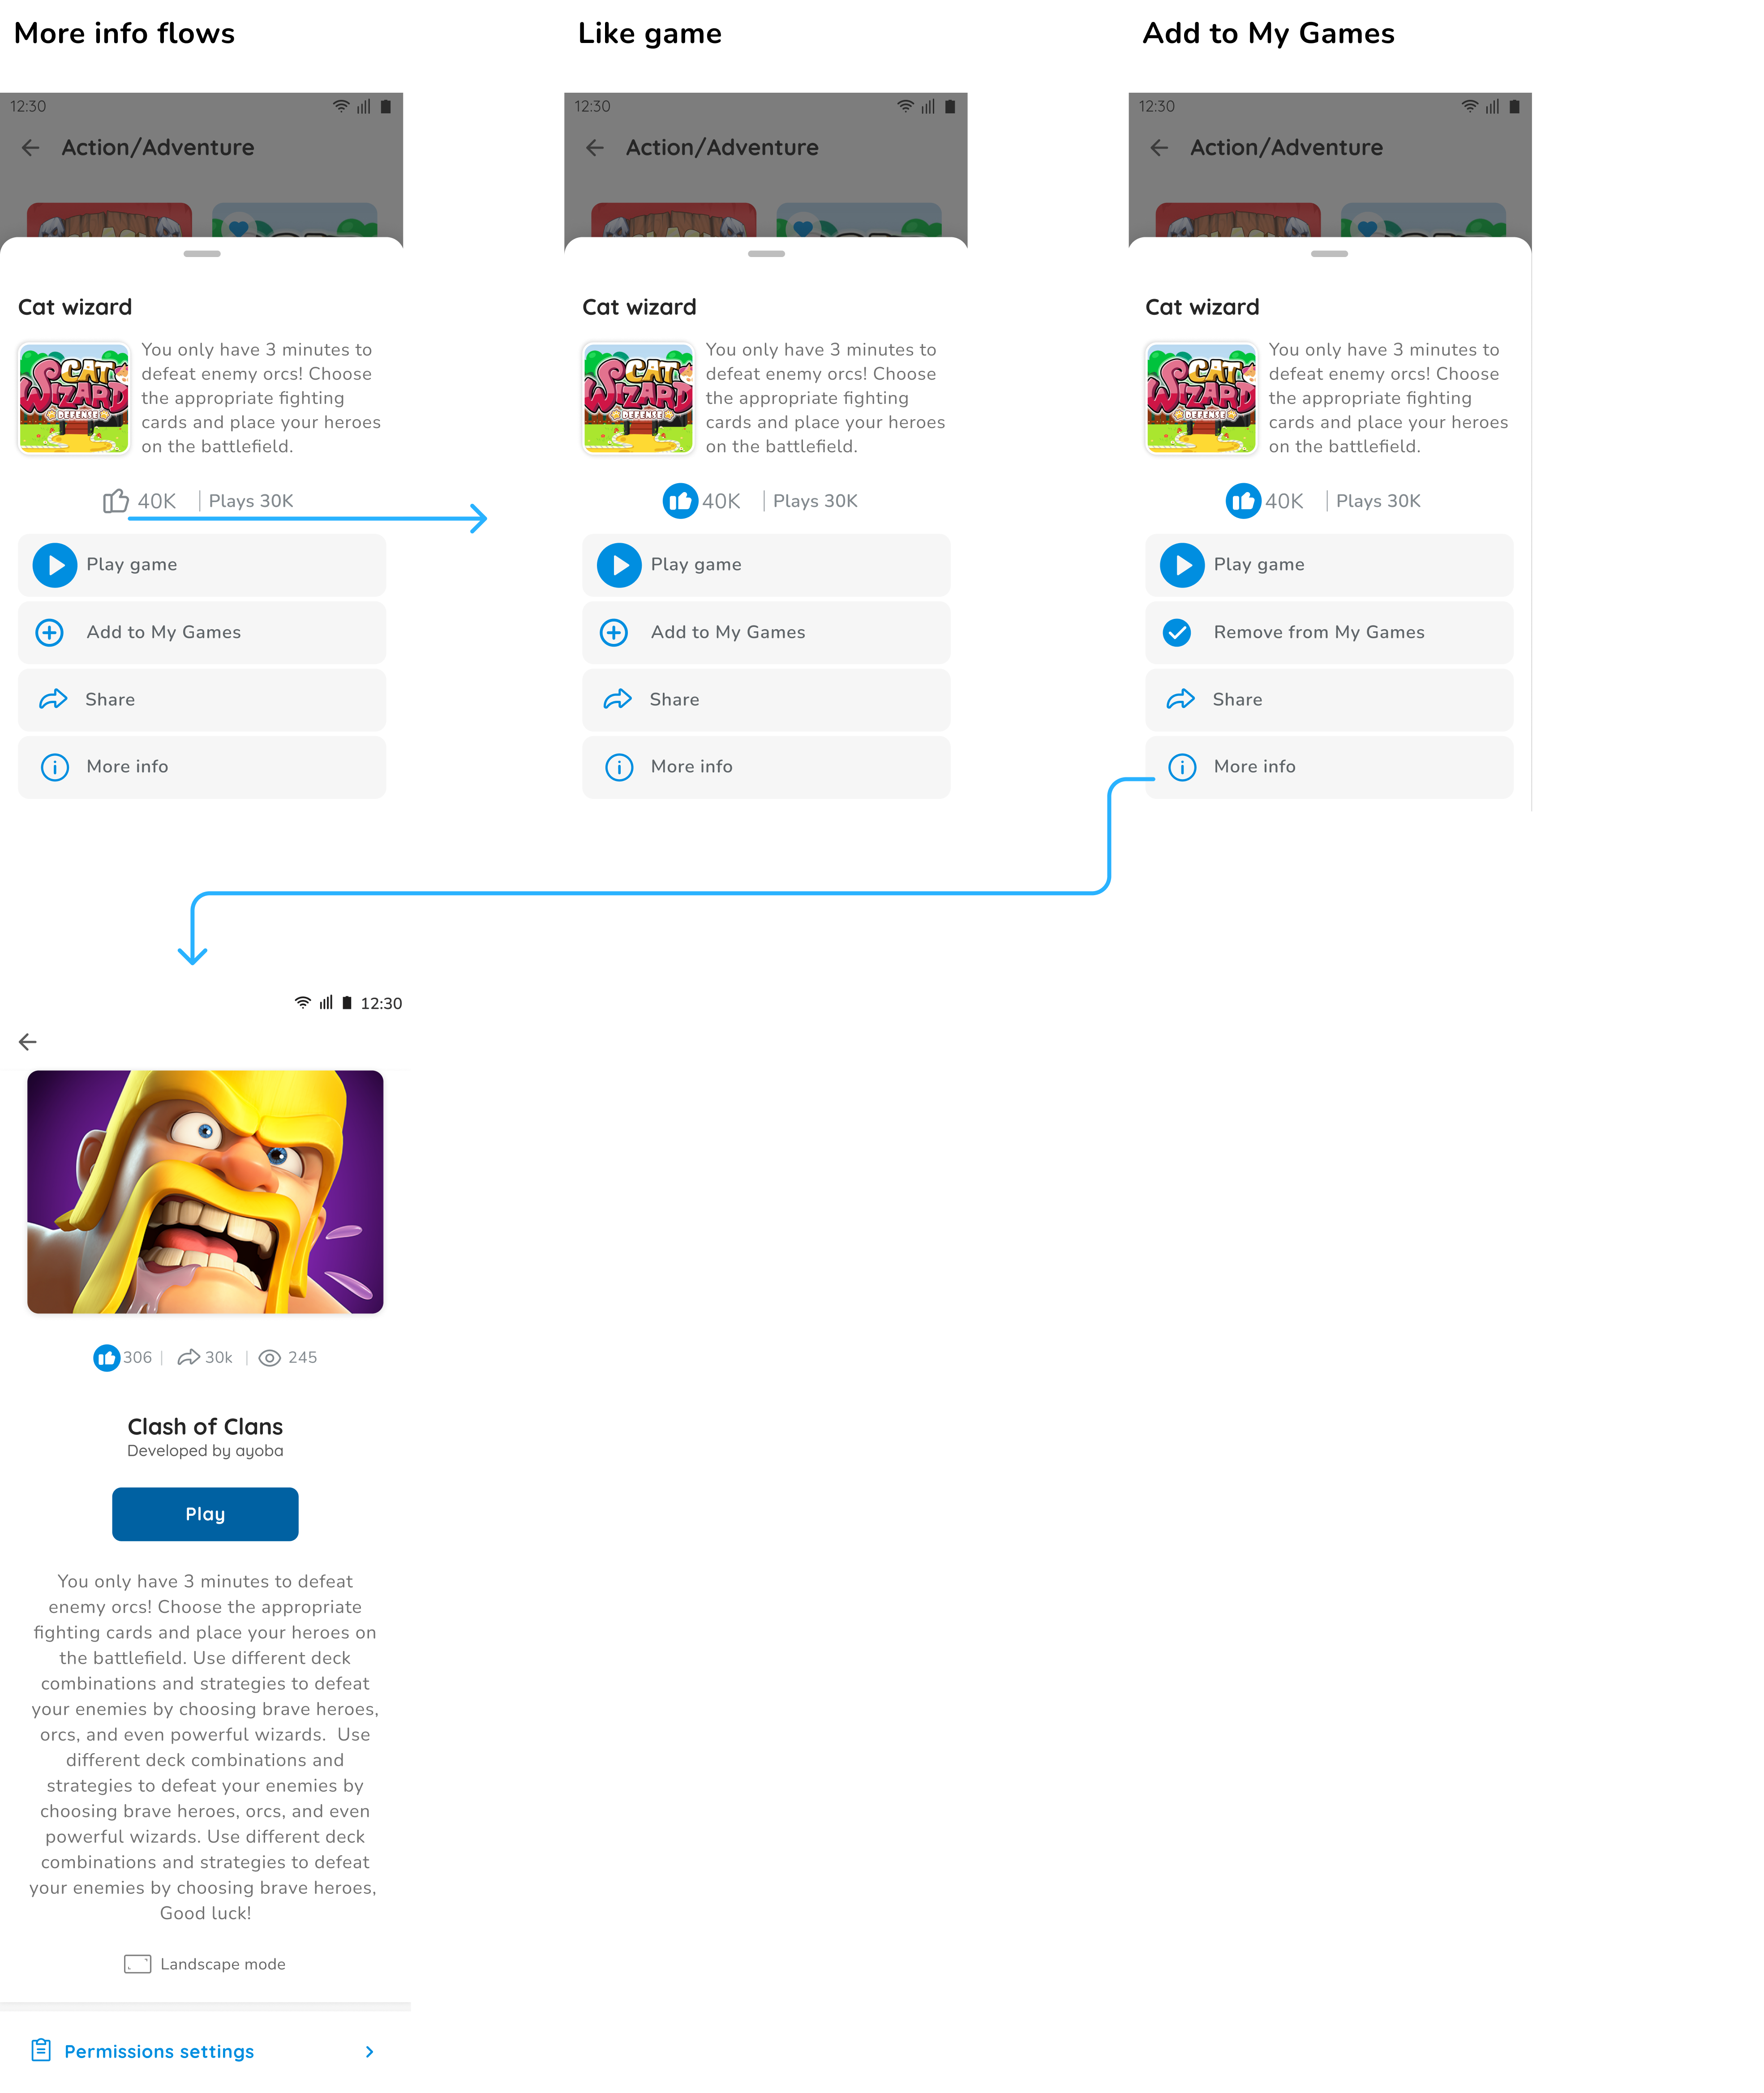 More info flows
Like game
Add to My Games
12:30
Action/Adventure
Cat wizard
CAT
WIZARD
DEFENSE
You only have 3 minutes to
defeat enemy orcs! Choose
the appropriate fighting
cards and place your heroes
on the battlefield.
40K
Plays 30K
Play game
Add to My Games
Share
More info
12:30
Action/Adventure
Cat wizard
CAT
WIZARD
DEFENSE
You only have 3 minutes to
defeat enemy orcs! Choose
the appropriate fighting
cards and place your heroes
on the battlefield.
40K
Plays 30K
Play game
Add to My Games
Share
More info
12:30
Action/Adventure
Cat wizard
CAT
WIZARD
DEFENSE
You only have 3 minutes to
defeat enemy orcs! Choose
the appropriate fighting
cards and place your heroes
on the battlefield.
40K
Plays 30K
Play game
Remove from My Games
Share
More info
12:30
306
30k
245
Clash of Clans
Developed by ayoba
Play
You only have 3 minutes to defeat
enemy orcs! Choose the appropriate
fighting cards and place your heroes on
the battlefield. Use different deck
combinations and strategies to defeat
your enemies by choosing brave heroes,
orcs, and even powerful wizards.  Use
different deck combinations and
strategies to defeat your enemies by
choosing brave heroes, orcs, and even
powerful wizards. Use different deck
combinations and strategies to defeat
your enemies by choosing brave heroes,
Good luck!
Landscape mode
Permissions settings